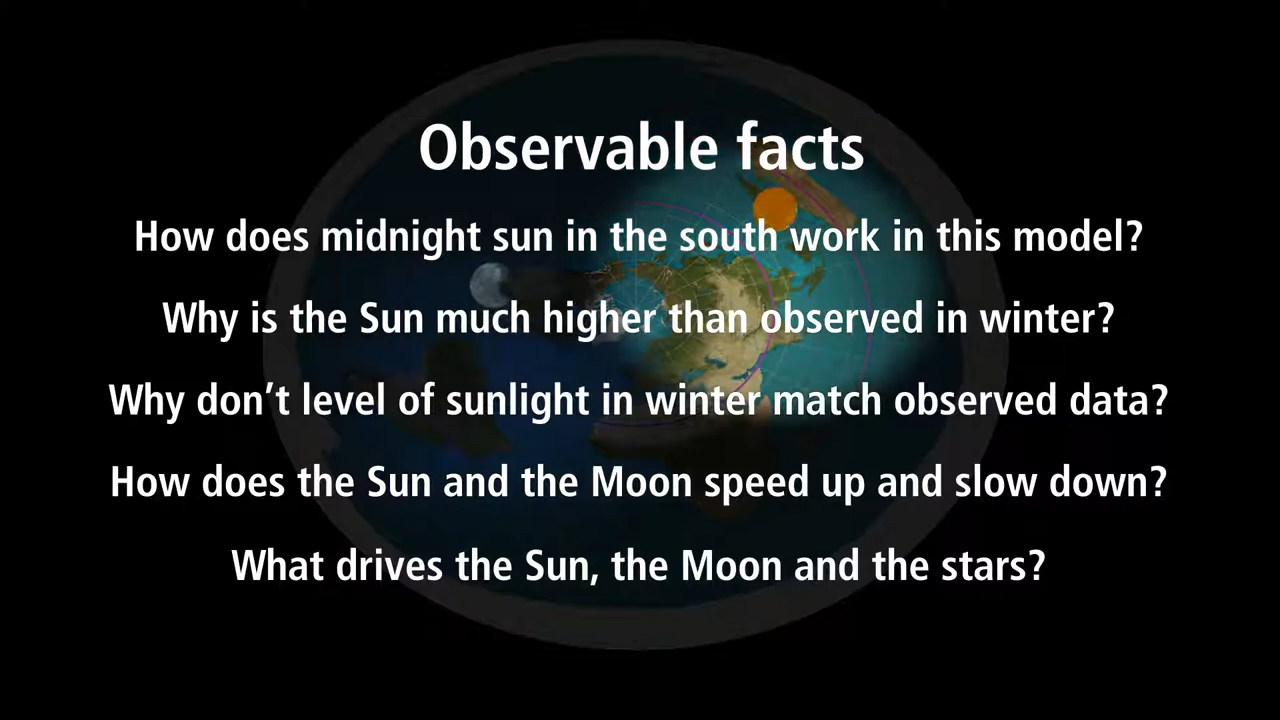 Observable facts
How does midnight sun in the south work in this model?
Why is the Sun much higher than observed in winter?
Why don’t level of sunlight in winter match observed data?
How does the Sun and the Moon speed up and slow down?
What drives the Sun, the Moon and the stars?